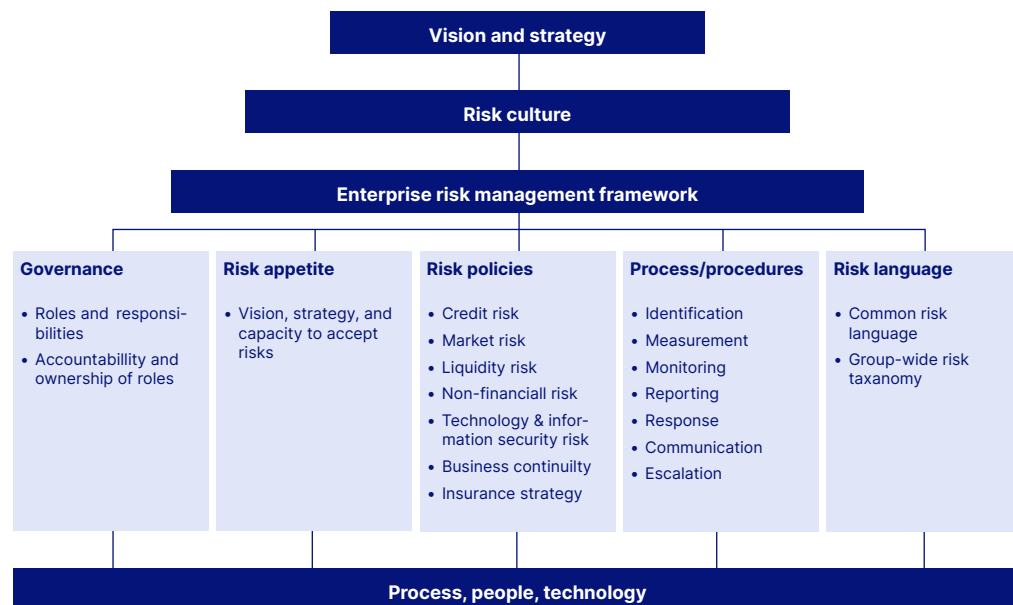 Vision and strategy
Risk culture
Enterprise risk management framework
Governance
• Roles and responsi-
bilities
• Accountabillity and
ownership of roles
Risk appetite
• Vision, strategy, and
capacity to accept
risks
Risk policies
• Credit risk
• Market risk
• Liquidity risk
• Non-financiall risk
• Technology & infor-
mation security risk
• Business continuilty
• Insurance strategy
Process/procedures
• Identification
• Measurement
• Monitoring
• Reporting
• Response
• Communication
• Escalation
Risk language
• Common risk
language
• Group-wide risk
taxanomy
Process, people, technology